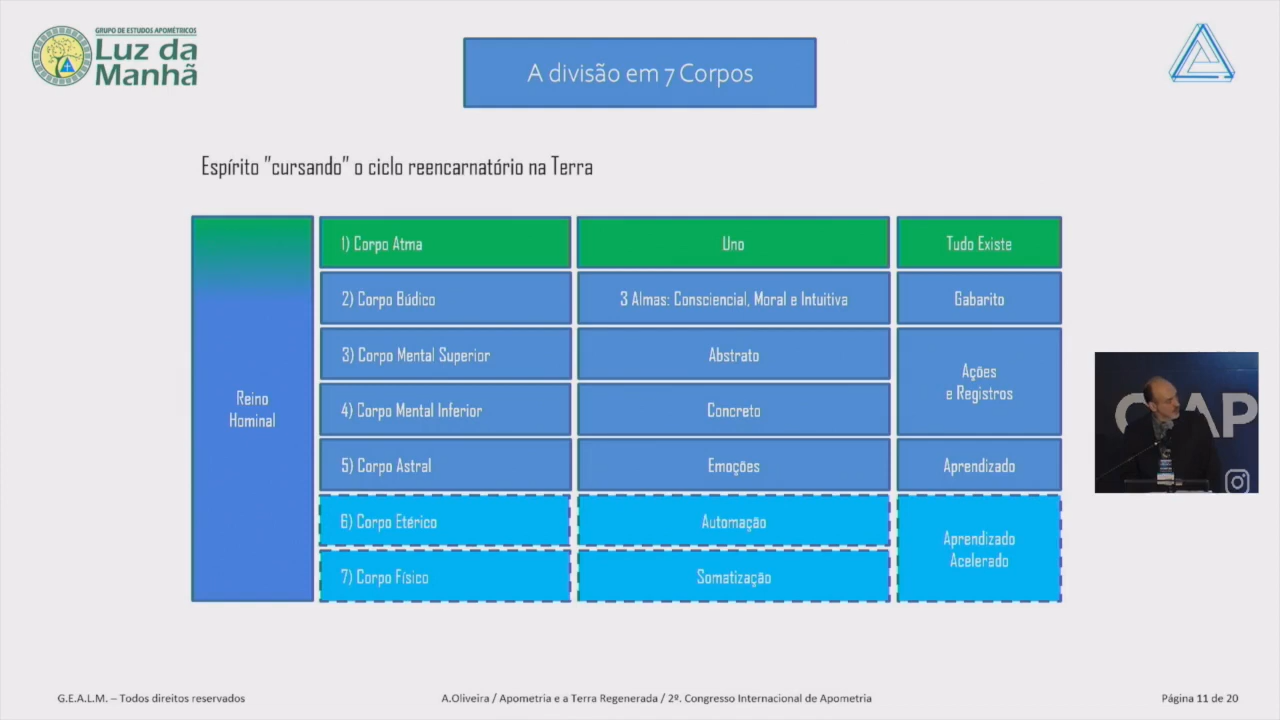 GRUPO DE ESTUDOS APOMÉTRICOS
Luz da
Manhã
A divisão em 7 Corpos
Espírito "cursando" o ciclo reencarnatório na Terra
Reino
Hominal
1) Corpo Atma
Uno
Tudo Existe
2) Corpo Búdico
3 Almas: Consciencial, Moral e Intuitiva
Gabarito
3) Corpo Mental Superior
Abstrato
Ações
e Registros
4) Corpo Mental Inferior
Concreto
5) Corpo Astral
Emoções
Aprendizado
6) Corpo Etérico
Automação
Aprendizado
Acelerado
7) Corpo Físico
Somatização
G.E.A.L.M. – Todos direitos reservados
A.Oliveira / Apometria e a Terra Regenerada / 2º. Congresso Internacional de Apometria
Página 11 de 20